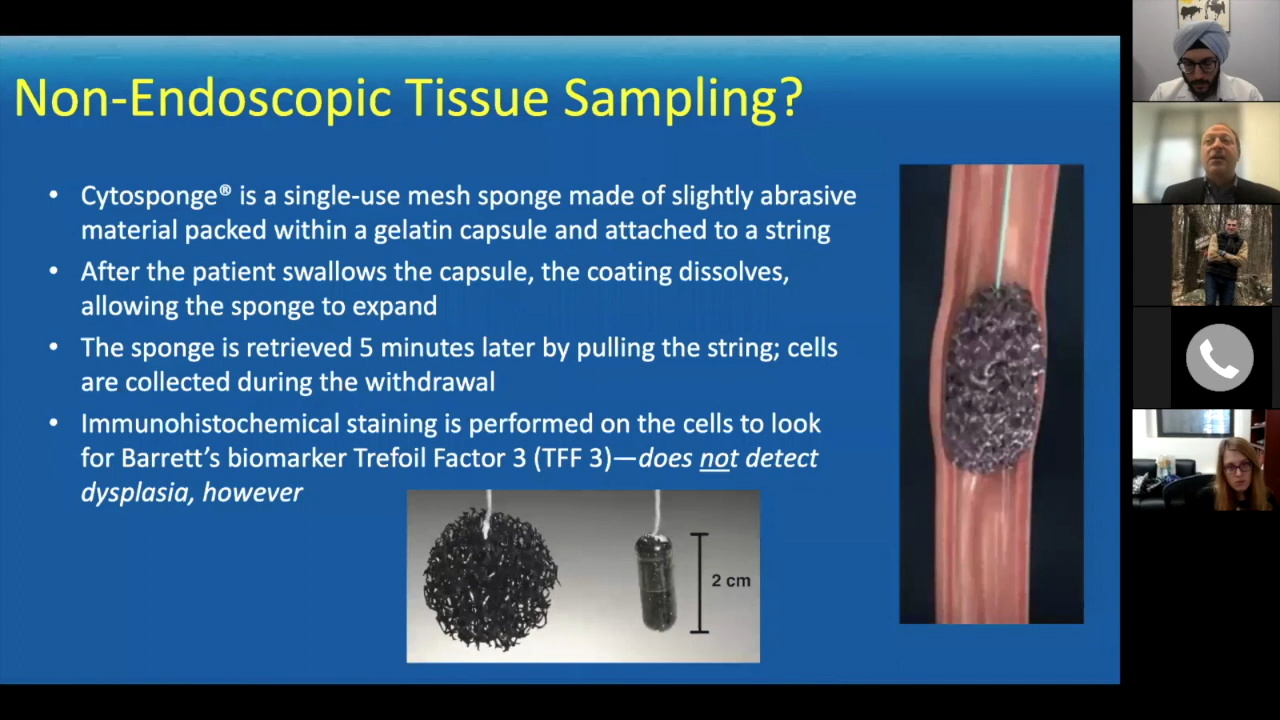 Non-Endoscopic Tissue Sampling?
• Cytosponge® is a single-use mesh sponge made of slightly abrasive
material packed within a gelatin capsule and attached to a string
• After the patient swallows the capsule, the coating dissolves,
allowing the sponge to expand
• The sponge is retrieved 5 minutes later by pulling the string; cells
are collected during the withdrawal
• Immunohistochemical staining is performed on the cells to look
for Barrett’s biomarker Trefoil Factor 3 (TFF 3)—does not detect
dysplasia, however
2 cm